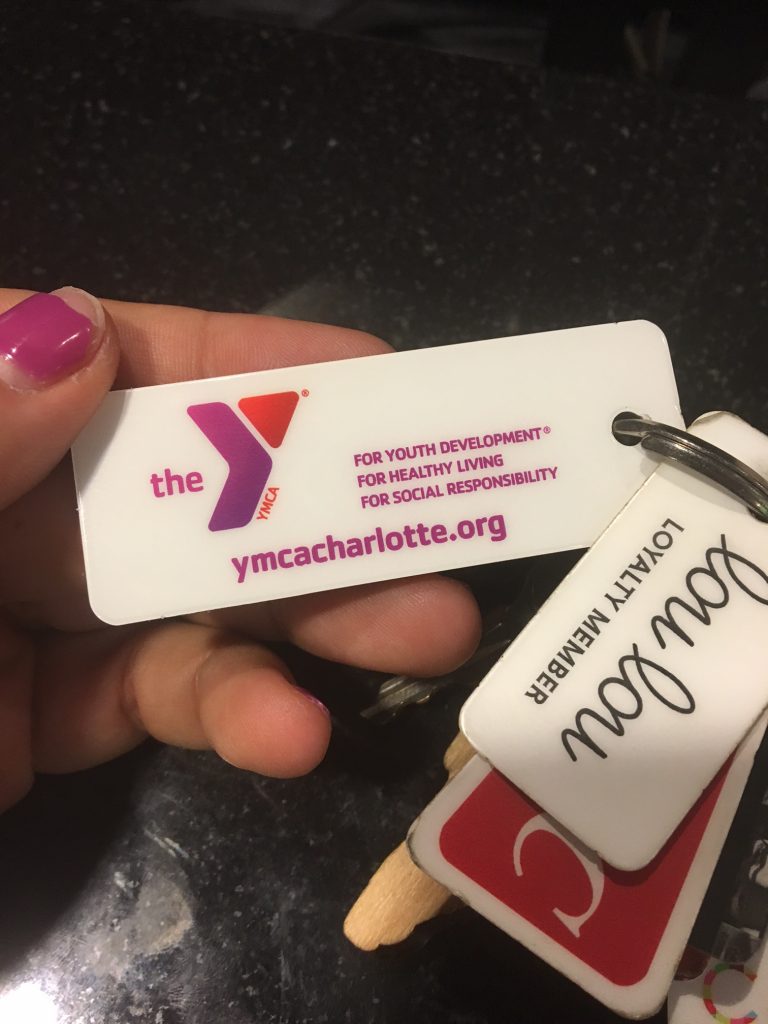 the
YMCA
®
FOR YOUTH DEVELOPMENT®
FOR HEALTHY LIVING
FOR SOCIAL RESPONSIBILITY
ymcacharlotte.org
lou lou
LOYALTY MEMBER
C